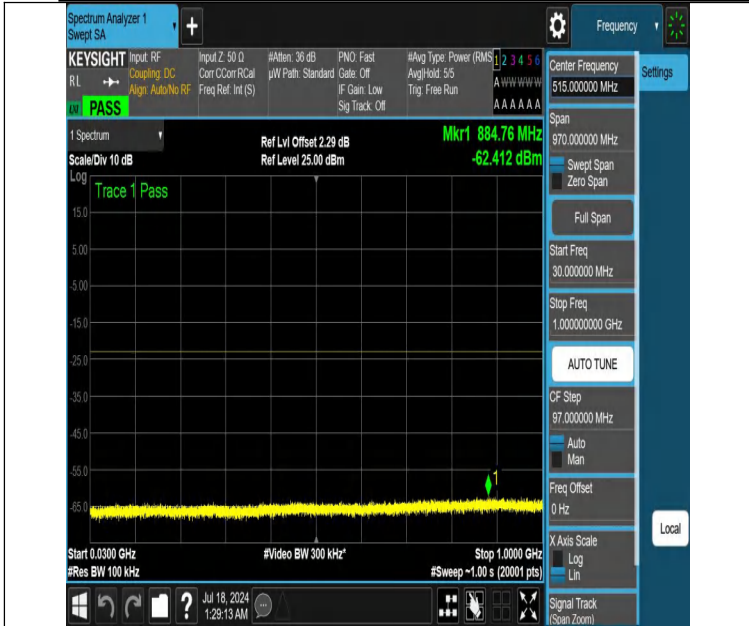 Spectrum Analyzer 1
Swept SA
Frequency
KEYSIGHT
RL
PASS
Input: RF
Coupling: DC
Align: Auto/No RF
Input Z: 50 Ω
Corr CCorr RCal
Freq Ref: Int (S)
#Atten: 36 dB
µW Path: Standard
PNO: Fast
Gate: Off
IF Gain: Low
Sig Track: Off
#Avg Type: Power (RMS
Avg|Hold: 5/5
Trig: Free Run
1 2 3 4 5 6
A W W W W W
A A A A A A
Center Frequency
515.000000 MHz
Settings
1 Spectrum
Scale/Div 10 dB
Ref Lvl Offset 2.29 dB
Ref Level 25.00 dBm
Mkr1 884.76 MHz
-62.412 dBm
Span
970.000000 MHz
Swept Span
Zero Span
Full Span
Start Freq
30.000000 MHz
Stop Freq
1.000000000 GHz
AUTO TUNE
CF Step
97.000000 MHz
Auto
Man
Freq Offset
0 Hz
X Axis Scale
Log
Lin
Local
Signal Track
(Span Zoom)
Log
Trace 1 Pass
15.0
5.00
-5.00
-15.0
-25.0
-35.0
-45.0
-55.0
-65.0
1
Start 0.0300 GHz
#Video BW 300 kHz*
Stop 1.0000 GHz
#Res BW 100 kHz
#Sweep ~1.00 s (20001 pts)
?
Jul 18, 2024
1:29:13 AM